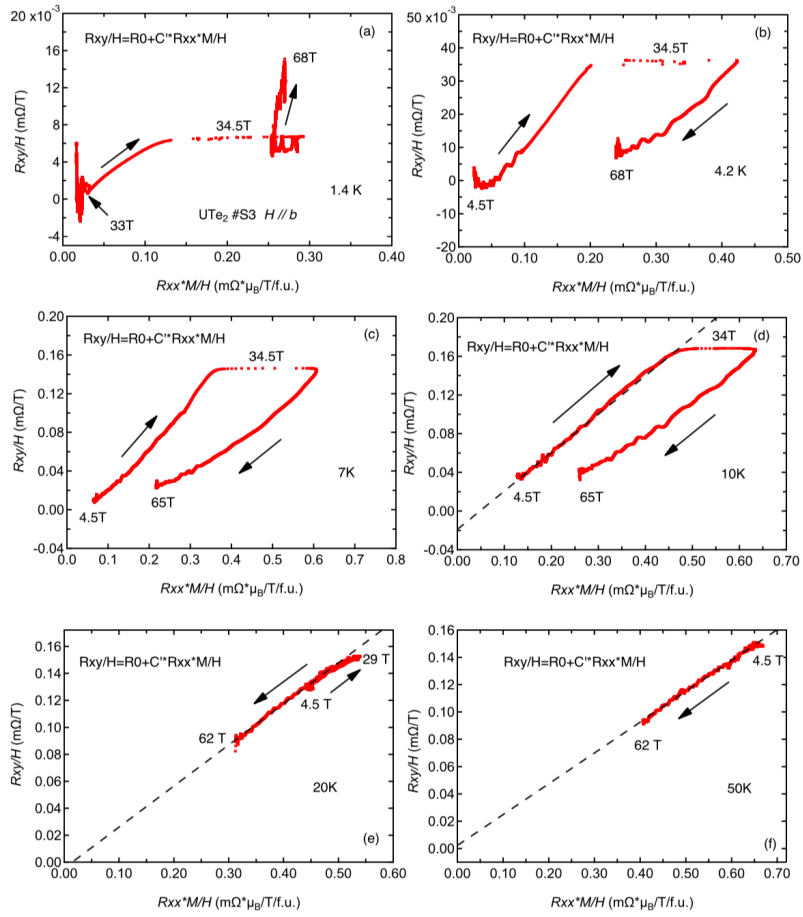 20x10⁻³
(a)
Rxy/H=R0+C'*Rxx*M/H
16
68T
12
8
34.5T
4
0
33T
UTe₂ #S3 H // b
1.4 K
-4
0.00 0.10 0.20 0.30 0.40
Rxy/H (mΩ/T)
Rxx*M/H (mΩ*μB/T/f.u.)
50x10⁻³
(b)
Rxy/H=R0+C'*Rxx*M/H
34.5T
40
30
20
10
68T
0
4.5T
4.2 K
-10
-20
0.00 0.10 0.20 0.30 0.40 0.50
Rxy/H (mΩ/T)
Rxx*M/H (mΩ*μB/T/f.u.)
0.20
(c)
Rxy/H=R0+C'*Rxx*M/H
34.5T
0.16
0.12
0.08
0.04
65T
7K
0.00
4.5T
-0.04
0.0 0.1 0.2 0.3 0.4 0.5 0.6 0.7 0.8
Rxy/H (mΩ/T)
Rxx*M/H (mΩ*μB/T/f.u.)
0.20
(d)
Rxy/H=R0+C'*Rxx*M/H
34T
0.16
0.12
0.08
0.04
4.5T
65T
10K
0.00
-0.04
0.00 0.10 0.20 0.30 0.40 0.50 0.60 0.70
Rxy/H (mΩ/T)
Rxx*M/H (mΩ*μB/T/f.u.)
0.16
Rxy/H=R0+C'*Rxx*M/H
29 T
0.14
4.5 T
0.12
0.10
62 T
0.08
0.06
20K
0.04
0.02
(e)
0.00
0.00 0.10 0.20 0.30 0.40 0.50 0.60
Rxy/H (mΩ/T)
Rxx*M/H (mΩ*μB/T/f.u.)
0.16
Rxy/H=R0+C'*Rxx*M/H
4.5 T
0.14
0.12
0.10
62 T
0.08
0.06
50K
0.04
0.02
0.00
(f)
0.00 0.10 0.20 0.30 0.40 0.50 0.60 0.70
Rxy/H (mΩ/T)
Rxx*M/H (mΩ*μB/T/f.u.)